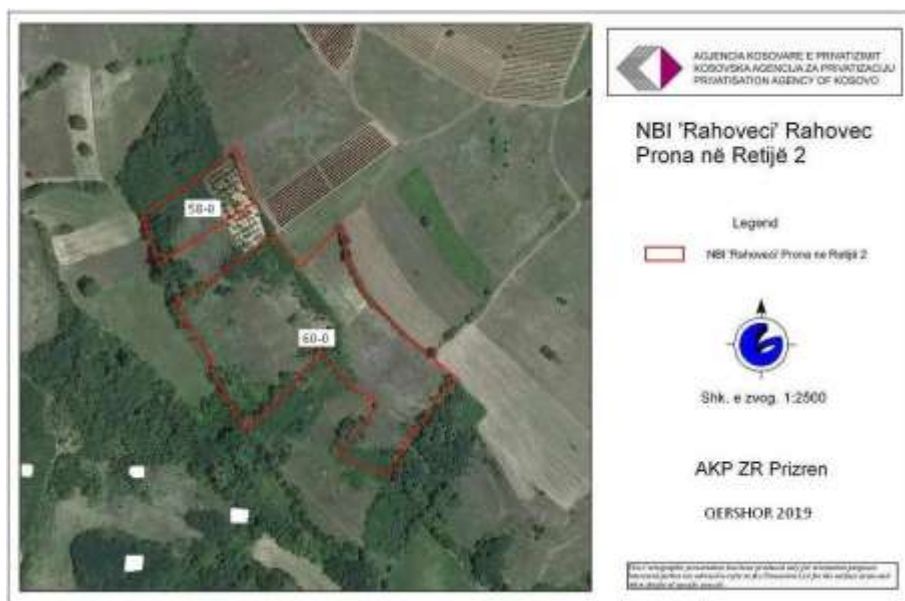 58-0
60-0
AGJENCIA KOSOVARE E PRIVATIZIMIT
KOSOVSKA AGENCIJA ZA PRIVATIZACIJU
PRIVATISATION AGENCY OF KOSOVO
NBI 'Rahoveci' Rahovec
Prona në Retijë 2
Legend
NBI 'Rahoveci' Prona ne Retijë 2
Shk. e zvog. 1:2500
AKP ZR Prizren
QERSHOR 2019